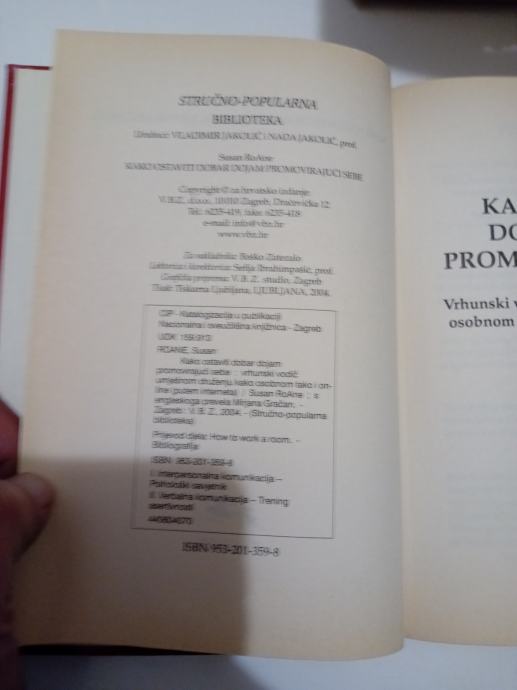 STRUČNO-POPULARNA
BIBLIOTEKA
Urednici: VLADIMIR JAKOLIĆ i NADA JAKOLIĆ, prof.
Susan RoAne
KAKO OSTAVITI DOBAR DOJAM PROMOVIRAJUĆI SEBE
Copyright © za hrvatsko izdanje:
V.B.Z. d.o.o., 10010 Zagreb, Dračevička 12
Tel.: 6235-419, faks: 6235-418
e-mail: info@vbz.hr
www.vbz.hr
Za nakladnika: Boško Zatezalo
Lektura i korektura: Sefija Ibrahimpašić, prof.
Grafička priprema: V. B. Z. studio, Zagreb
Tisak: Tiskarna Ljubljana, LJUBLJANA, 2004.
CIP - Katalogizacija u publikaciji
Nacionalna i sveučilišna knjižnica - Zagreb
UDK 159.913
ROANE, Susan
Kako ostaviti dobar dojam
promovirajući sebe : vrhunski vodič
umijećnom druženju kako osobnom tako i on-
line (putem interneta) / Susan RoAne ; s
engleskoga prevela Mirjana Gračan. -
Zagreb : V. B. Z., 2004. - (Stručno-popularna
biblioteka)
Prijevod djela: How to work a room. -
Bibliografija.
ISBN 953-201-359-8
I. Interpersonalna komunikacija --
Psihološki savjetnik
II. Verbalna komunikacija -- Trening
asertivnosti
440804070
ISBN 953-201-359-8
KA
DO
PROM
Vrhunski v
osobnom